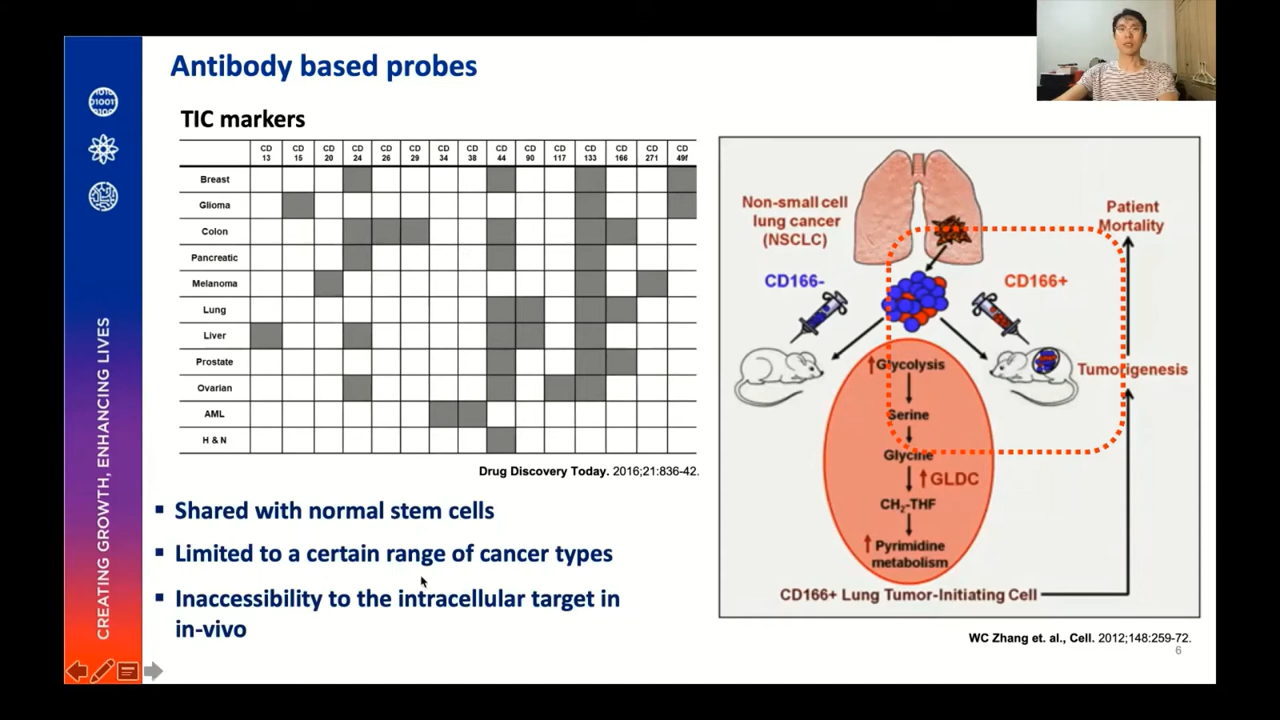 Antibody based probes
TIC markers
CD 13 CD 15 CD 20 CD 24 CD 26 CD 29 CD 34 CD 38 CD 44 CD 90 CD 117 CD 133 CD 166 CD 271 CD 49f
Breast
Glioma
Colon
Pancreatic
Melanoma
Lung
Liver
Prostate
Ovarian
AML
H & N
Drug Discovery Today. 2016;21:836-42.
▪ Shared with normal stem cells
▪ Limited to a certain range of cancer types
▪ Inaccessibility to the intracellular target in
in-vivo
Non-small cell
lung cancer
(NSCLC)
Patient
Mortality
CD166-
CD166+
↑Glycolysis
Serine
Glycine
↑GLDC
CH₂-THF
↑Pyrimidine
metabolism
Tumorigenesis
CD166+ Lung Tumor-Initiating Cell
WC Zhang et. al., Cell. 2012;148:259-72.
6
CREATING GROWTH, ENHANCING LIVES